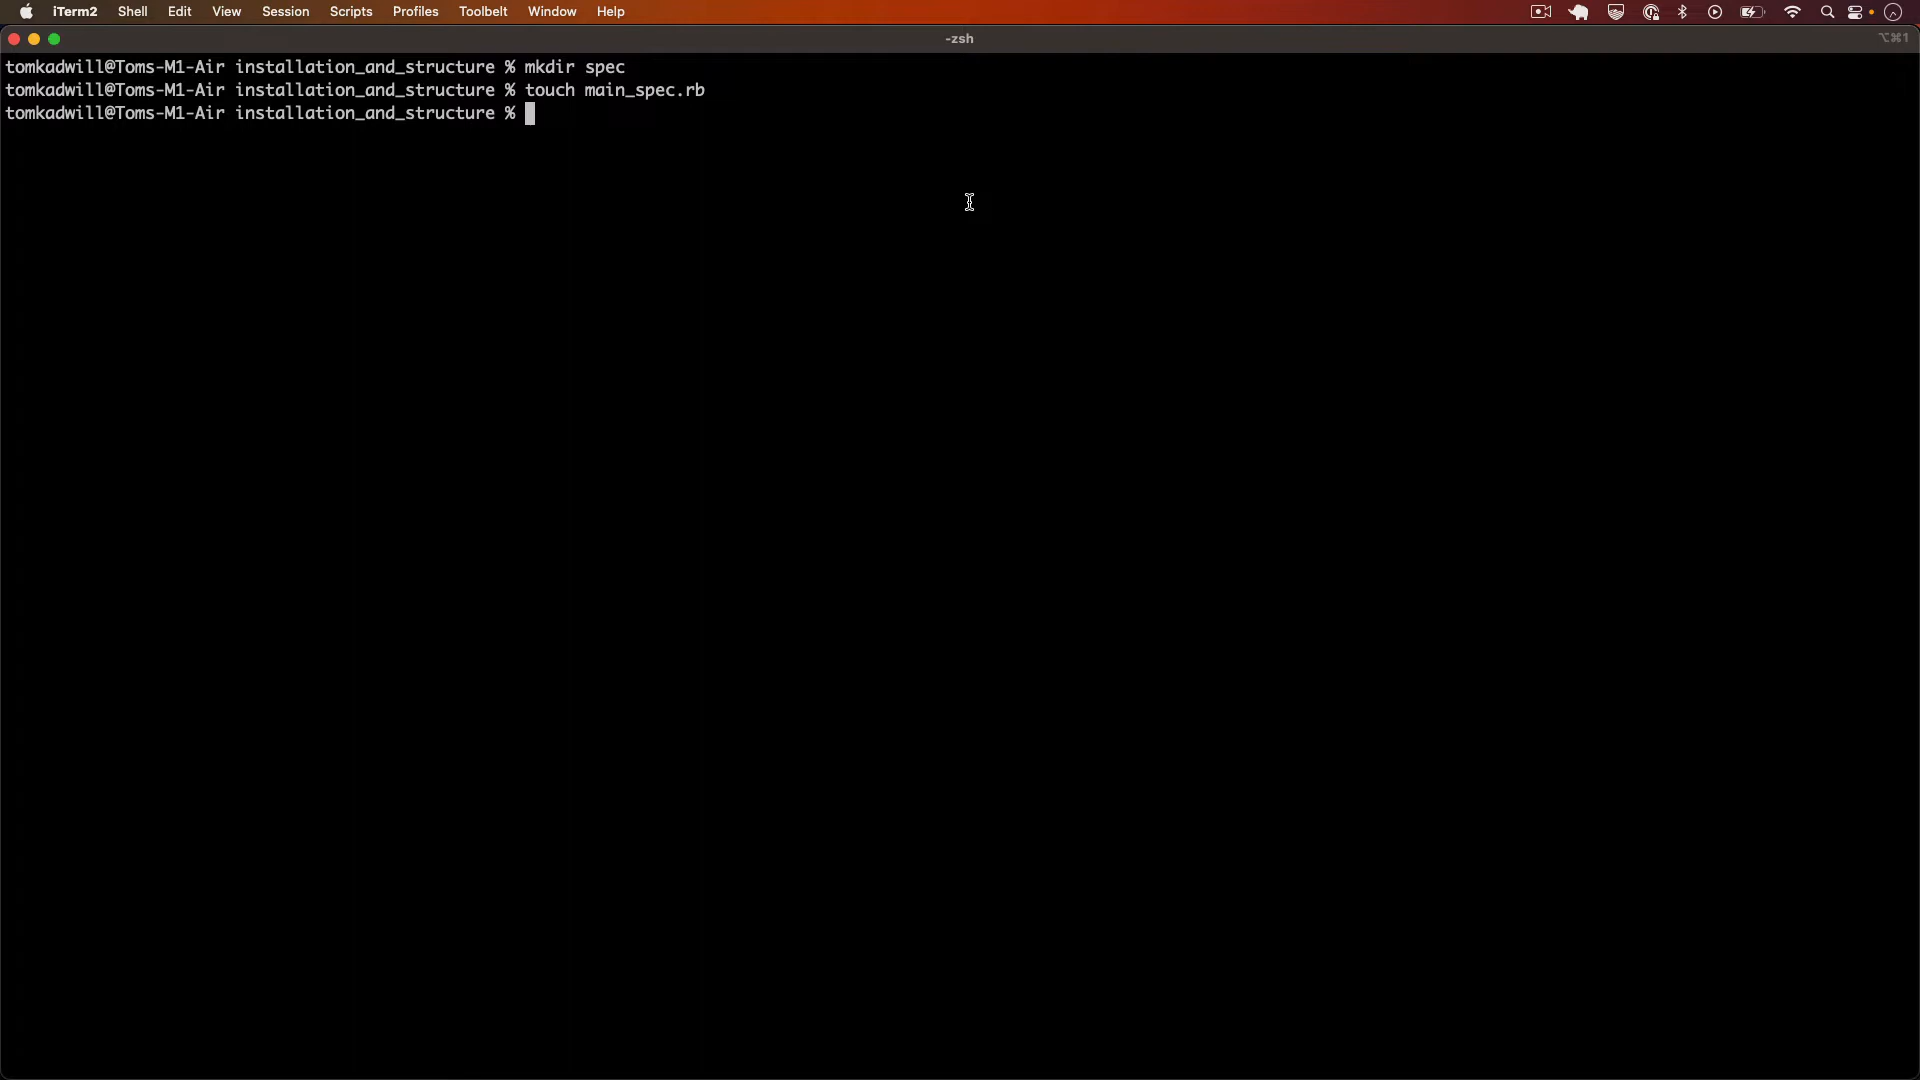 iTerm2 Shell Edit View Session Scripts Profiles Toolbelt Window Help
-zsh ⌥⌘1
tomkadwill@Toms-M1-Air installation_and_structure % mkdir spec
tomkadwill@Toms-M1-Air installation_and_structure % touch main_spec.rb
tomkadwill@Toms-M1-Air installation_and_structure %